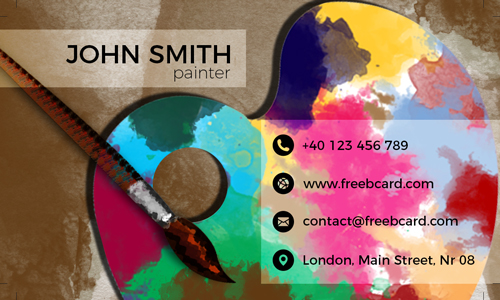 JOHN SMITH
painter
+40 123 456 789
www.freebcard.com
contact@freebcard.com
London, Main Street, Nr 08